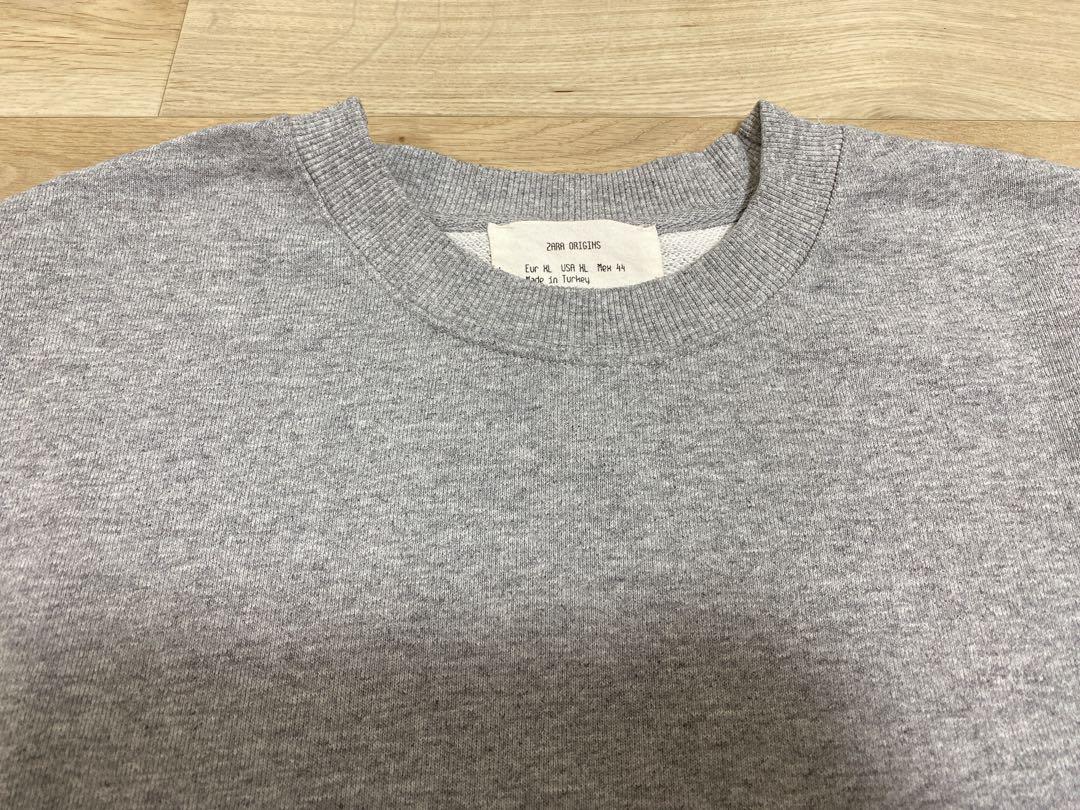 ZARA ORIGINS
Eur XL USA XL Mex 44
Made in Turkey